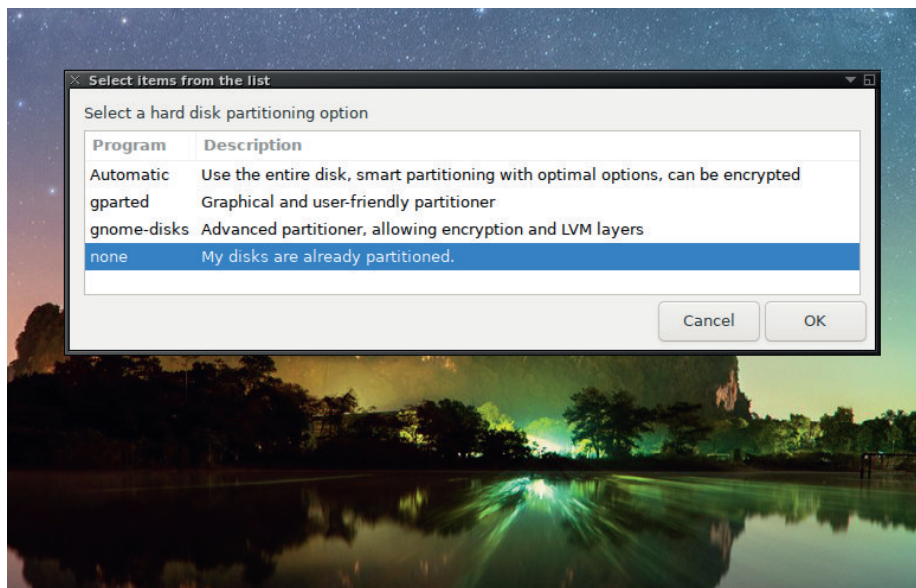 Select items from the list
Select a hard disk partitioning option
Program Description
Automatic Use the entire disk, smart partitioning with optimal options, can be encrypted
gparted Graphical and user-friendly partitioner
gnome-disks Advanced partitioner, allowing encryption and LVM layers
none My disks are already partitioned.
Cancel OK